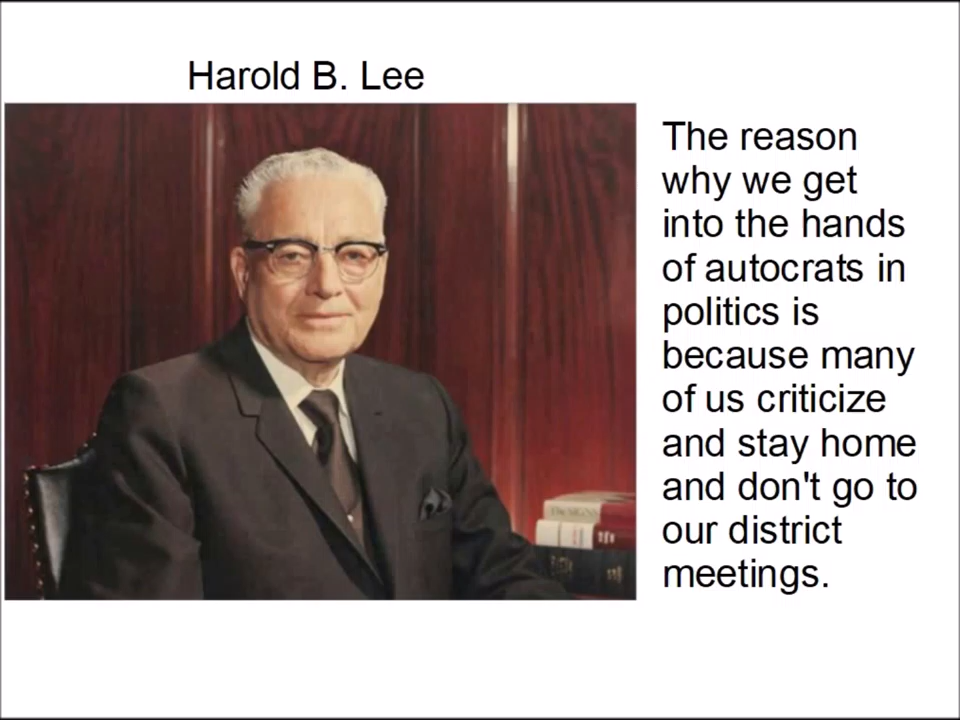 Harold B. Lee
The reason
why we get
into the hands
of autocrats in
politics is
because many
of us criticize
and stay home
and don't go to
our district
meetings.